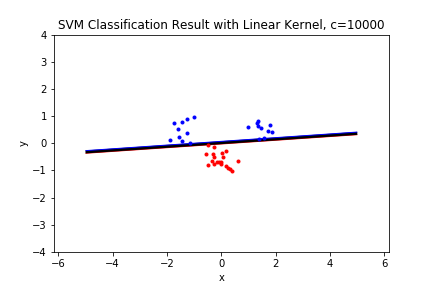 SVM Classification Result with Linear Kernel, c=10000
4
3
2
1
0
−1
−2
−3
−4
y
−6 −4 −2 0 2 4 6
x